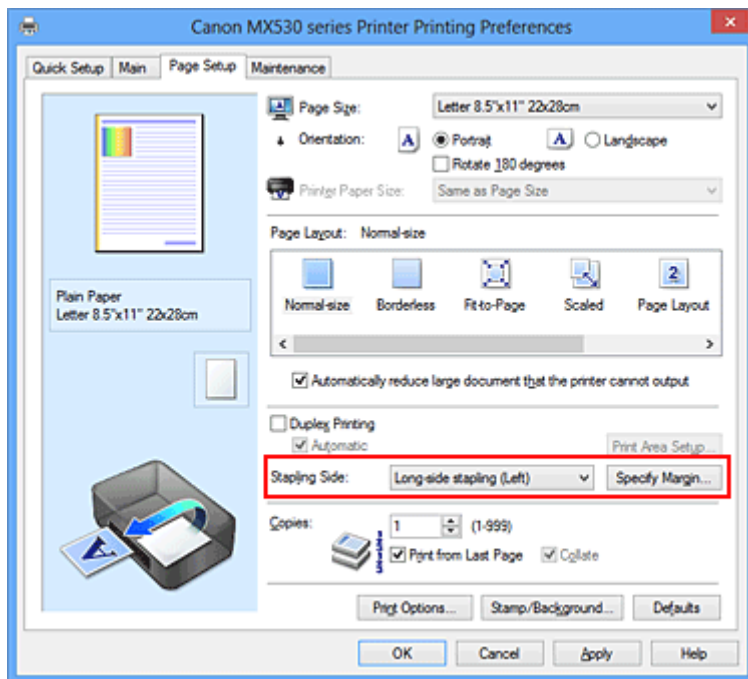 Canon MX530 series Printer Printing Preferences
Quick Setup Main Page Setup Maintenance
Page Size: Letter 8.5"x11" 22x28cm
Orientation: A Portrait A Landscape
Rotate 180 degrees
Printer Paper Size: Same as Page Size
Page Layout: Normal-size
2
Normal-size Borderless Fit-to-Page Scaled Page Layout
Plain Paper
Letter 8.5"x11" 22x28cm
Automatically reduce large document that the printer cannot output
Duplex Printing
Automatic Print Area Setup...
Stapling Side: Long-side stapling (Left) Specify Margin...
Copies: 1 (1-999)
Print from Last Page Collate
A
Print Options... Stamp/Background... Defaults
OK Cancel Apply Help